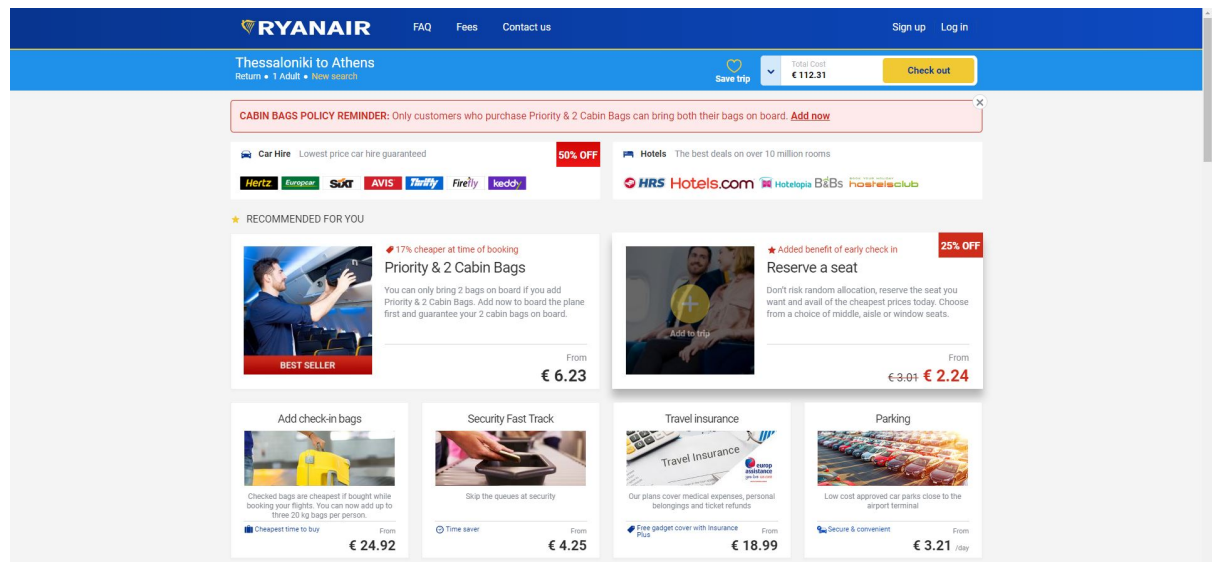 RYANAIR
FAQ Fees Contact us
Sign up Log in
Thessaloniki to Athens
Return • 1 Adult • New search
Save trip
Total Cost
€ 112.31
Check out
CABIN BAGS POLICY REMINDER: Only customers who purchase Priority & 2 Cabin Bags can bring both their bags on board. Add now
Car Hire Lowest price car hire guaranteed
50% OFF
Hertz Europcar SIXT AVIS Thrifty Firefly keddy
Hotels The best deals on over 10 million rooms
HRS Hotels.com Hotelopia B&Bs hostelsclub
RECOMMENDED FOR YOU
17% cheaper at time of booking
Priority & 2 Cabin Bags
You can only bring 2 bags on board if you add
Priority & 2 Cabin Bags. Add now to board the plane
first and guarantee your 2 cabin bags on board.
BEST SELLER
From
€ 6.23
Add to trip
Added benefit of early check in
25% OFF
Reserve a seat
Don't risk random allocation, reserve the seat you
want and avail of the cheapest prices today. Choose
from a choice of middle, aisle or window seats.
From
€ 3.01 € 2.24
Add check-in bags
Checked bags are cheapest if bought while
booking your flights. You can now add up to
three 20 kg bags per person.
Cheapest time to buy
From
€ 24.92
Security Fast Track
Skip the queues at security
Time saver
From
€ 4.25
Travel insurance
Travel Insurance
europ
assistance
Our plans cover medical expenses, personal
belongings and ticket refunds
Free gadget cover with Insurance
Plus
From
€ 18.99
Parking
Low cost approved car parks close to the
airport terminal
Secure & convenient
From
€ 3.21 /day